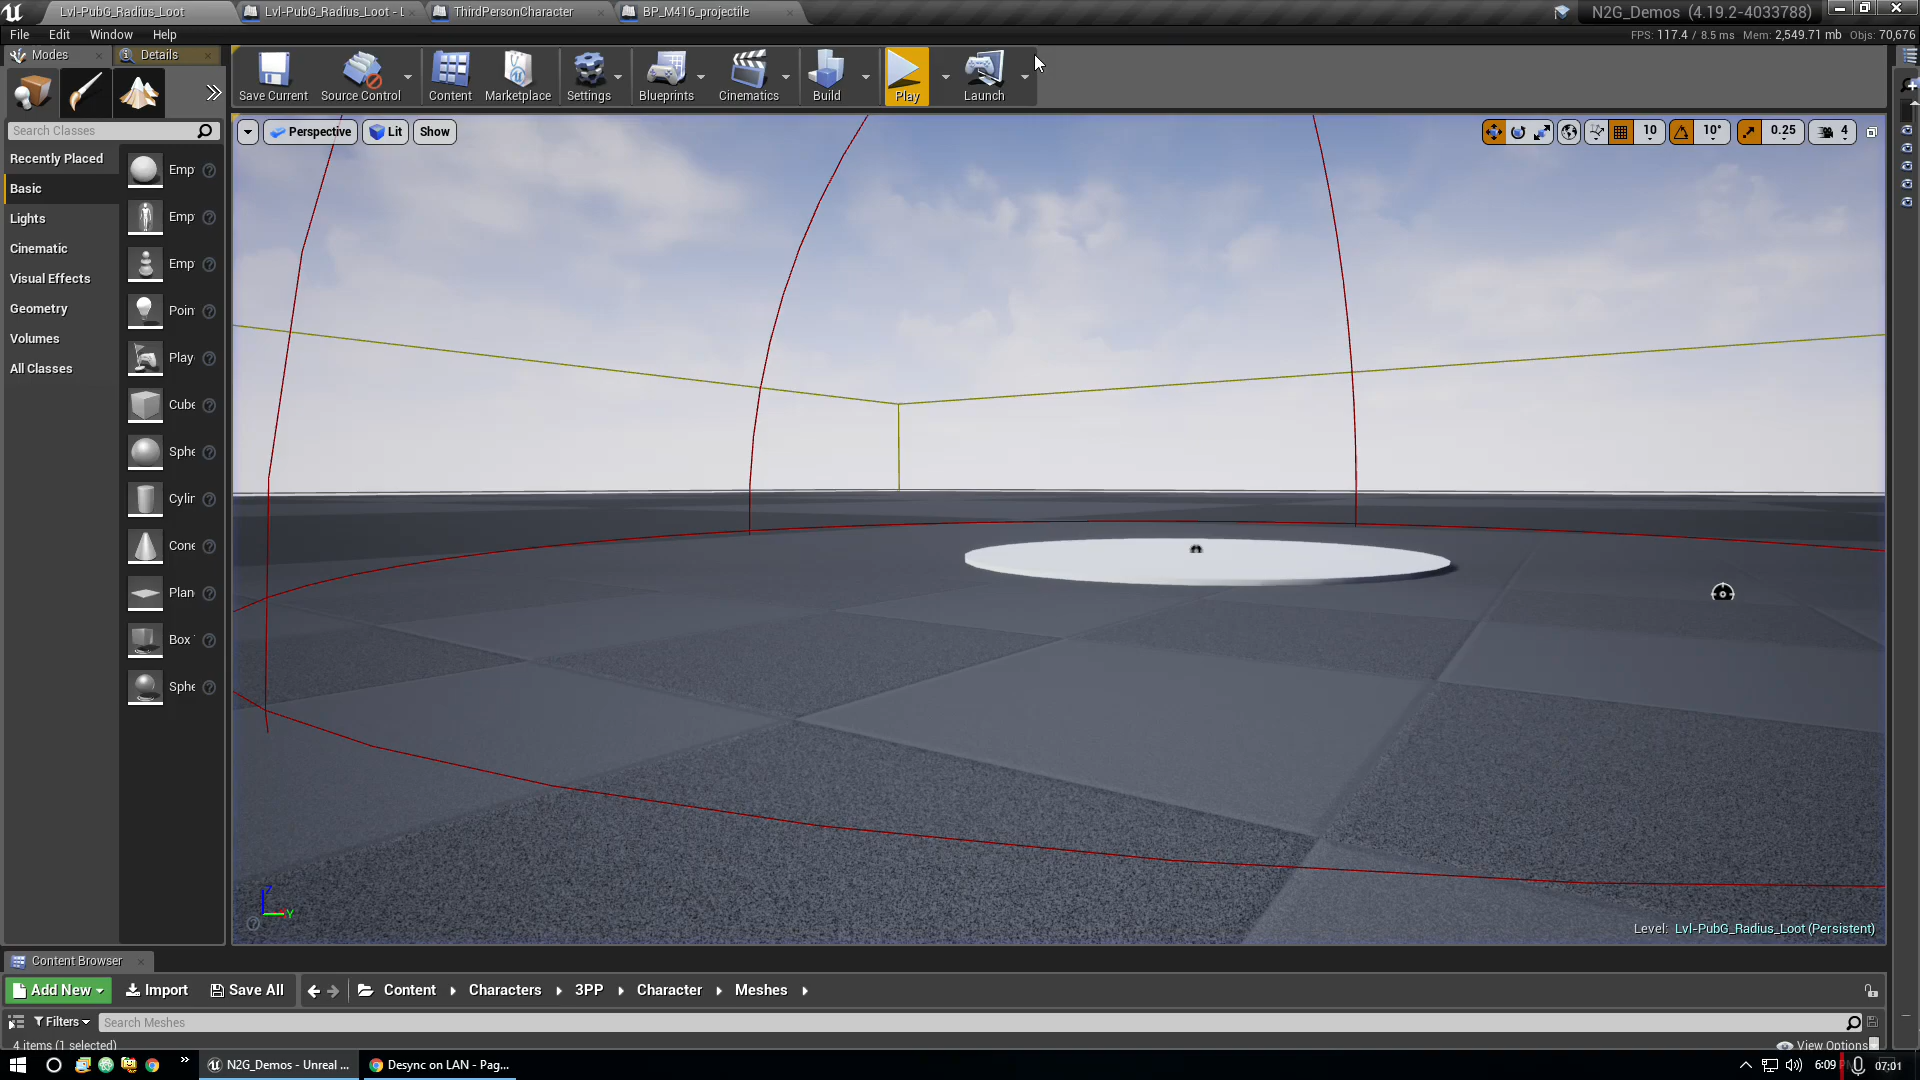 Lvl-PubG_Radius_Loot
Lvl-PubG_Radius_Loot - L
ThirdPersonCharacter
BP_M416_projectile
N2G_Demos (4.19.2-4033788)
File Edit Window Help
FPS: 117.4 / 8.5 ms Mem: 2,549.71 mb Objs: 70,676
Modes
Details
Save Current
Source Control
Content
Marketplace
Settings
Blueprints
Cinematics
Build
Play
Launch
Search Classes
Perspective
Lit
Show
10
10°
0.25
4
Recently Placed
Basic
Lights
Cinematic
Visual Effects
Geometry
Volumes
All Classes
Emp
Emp
Emp
Poin
Play
Cube
Sphe
Cylin
Cone
Plan
Box
Sphe
Z
Y
Level: Lvl-PubG_Radius_Loot (Persistent)
Content Browser
Add New
Import
Save All
Content
Characters
3PP
Character
Meshes
Filters
Search Meshes
4 items (1 selected)
View Options
N2G_Demos - Unreal ...
Desync on LAN - Pag...
6:09
07:01